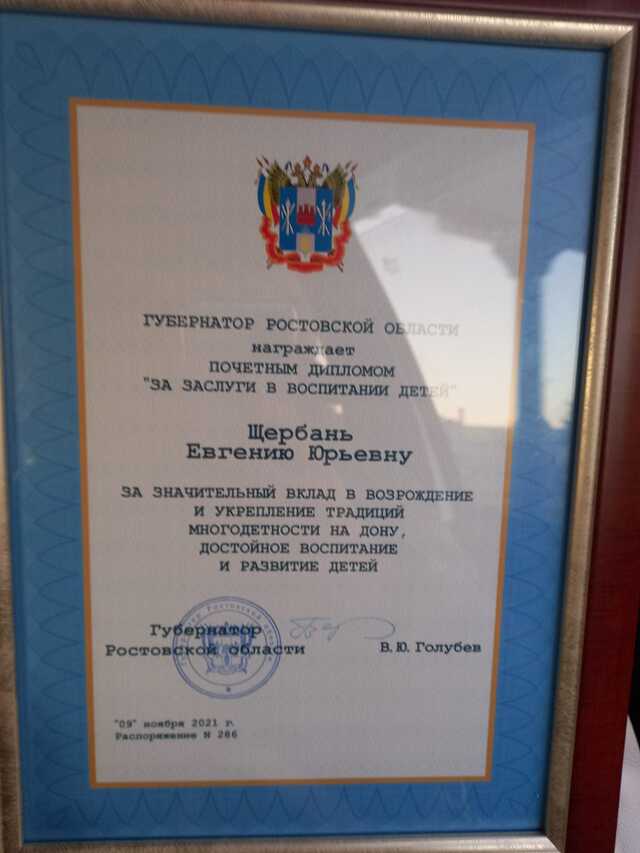 ГУБЕРНАТОР РОСТОВСКОЙ ОБЛАСТИ
награждает
ПОЧЕТНЫМ ДИПЛОМОМ
"ЗА ЗАСЛУГИ В ВОСПИТАНИИ ДЕТЕЙ"
Щербань
Евгению Юрьевну
ЗА ЗНАЧИТЕЛЬНЫЙ ВКЛАД В ВОЗРОЖДЕНИЕ
И УКРЕПЛЕНИЕ ТРАДИЦИЙ
МНОГОДЕТНОСТИ НА ДОНУ,
ДОСТОЙНОЕ ВОСПИТАНИЕ
И РАЗВИТИЕ ДЕТЕЙ
Губернатор
Ростовской области
В.Ю. Голубев
"09" ноября 2021 г.
Распоряжение N 286